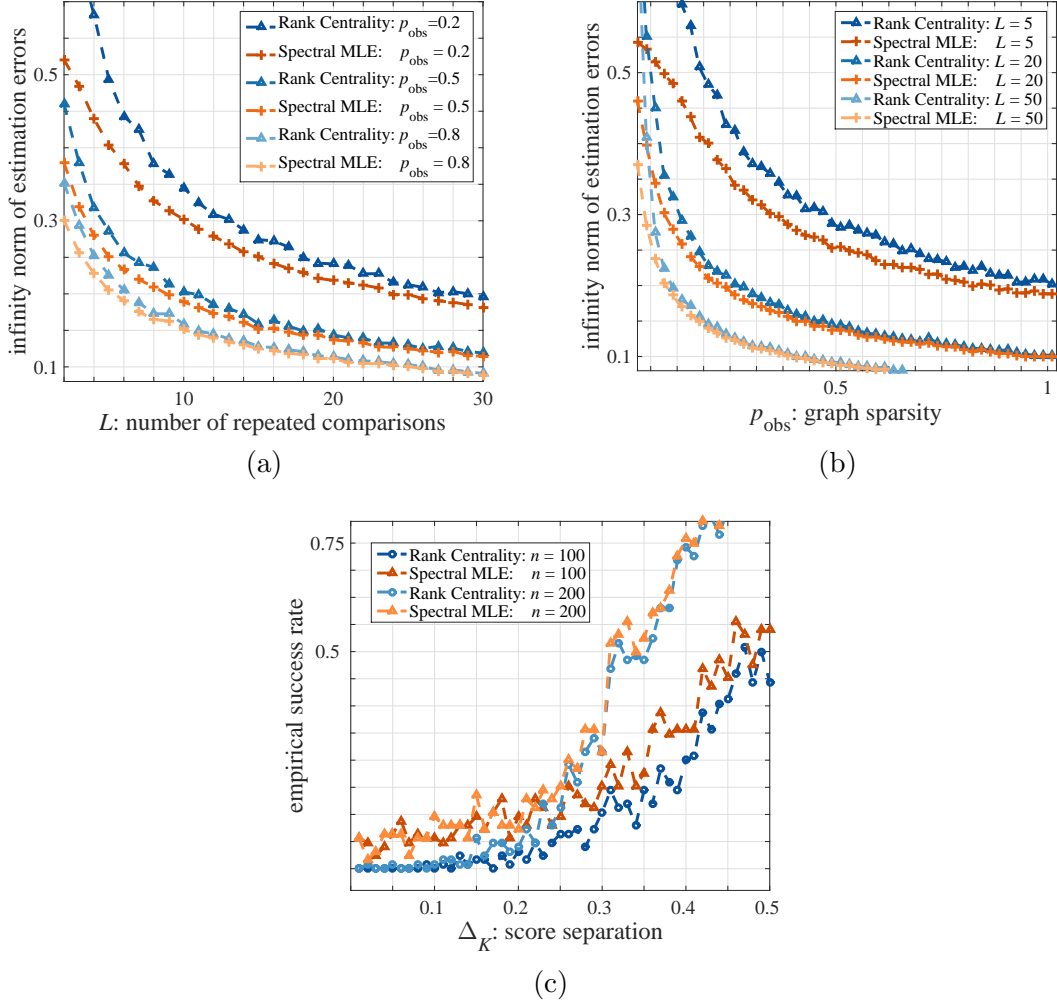 infinity norm of estimation errors
0.5
0.3
0.1
Rank Centrality: p_obs=0.2
Spectral MLE: p_obs = 0.2
Rank Centrality: p_obs=0.5
Spectral MLE: p_obs = 0.5
Rank Centrality: p_obs=0.8
Spectral MLE: p_obs = 0.8
10 20 30
L: number of repeated comparisons
(a)
infinity norm of estimation errors
0.5
0.3
0.1
Rank Centrality: L = 5
Spectral MLE: L = 5
Rank Centrality: L = 20
Spectral MLE: L = 20
Rank Centrality: L = 50
Spectral MLE: L = 50
0.5 1
p_obs: graph sparsity
(b)
empirical success rate
0.75
0.5
Rank Centrality: n = 100
Spectral MLE: n = 100
Rank Centrality: n = 200
Spectral MLE: n = 200
0.1 0.2 0.3 0.4 0.5
Δ_K: score separation
(c)